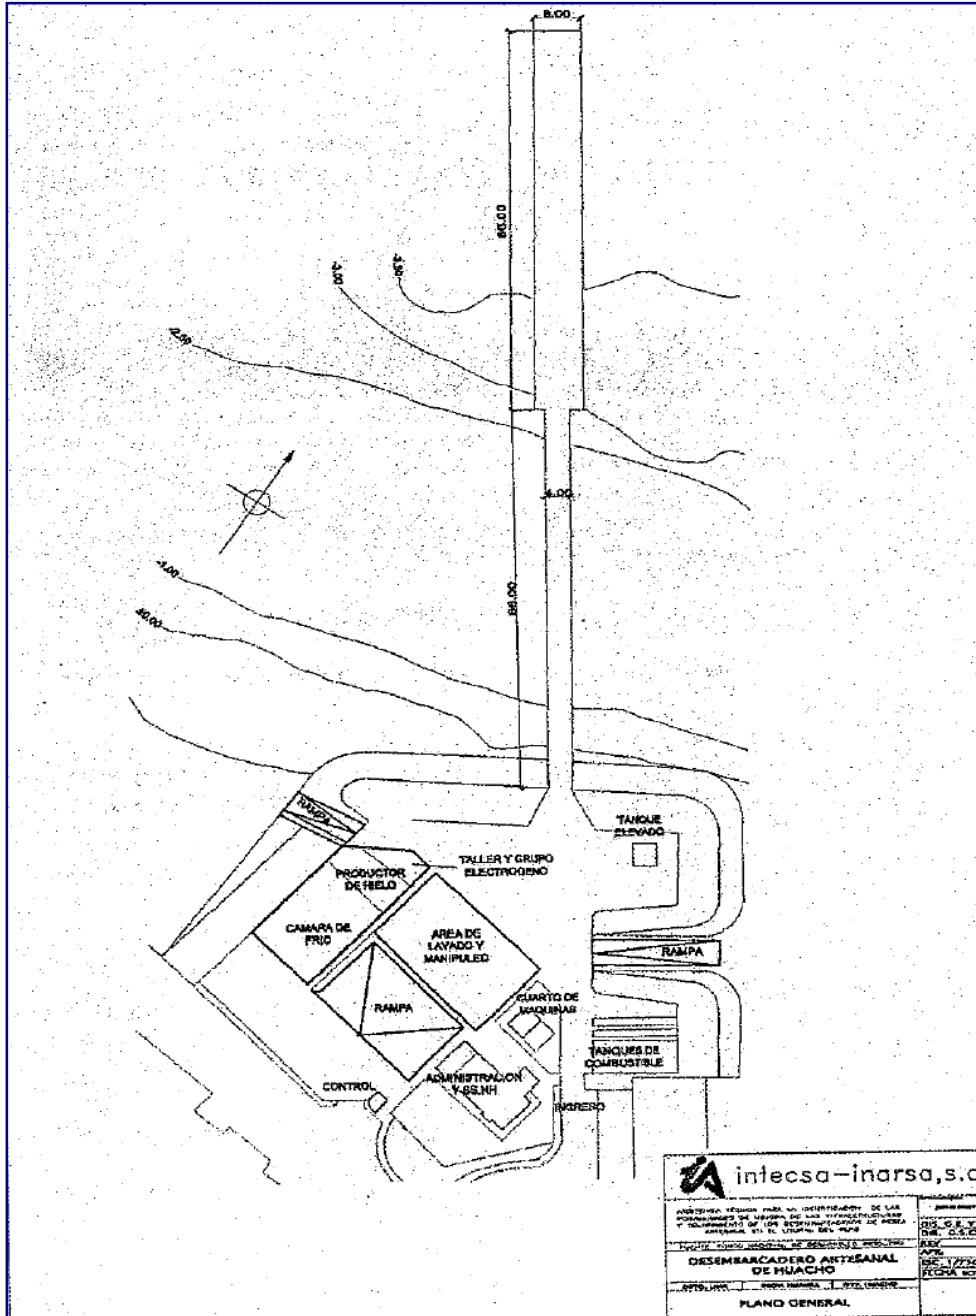 8.00
60.00
-3.50
-3.00
-2.00
4.00
-1.00
±0.00
RAMPA
TANQUE
ELEVADO
TALLER Y GRUPO
ELECTROGENO
PRODUCTOR
DE HIELO
CAMARA DE
FRIO
AREA DE
LAVADO Y
MANIPULEO
RAMPA
RAMPA
CUARTO DE
MAQUINAS
TANQUES DE
COMBUSTIBLE
CONTROL
ADMINISTRACION
Y SS.HH
INGRESO
intecsa-inarsa,s.a
DESEMBARCADERO ARTESANAL
DE HUACHO
PLANO GENERAL